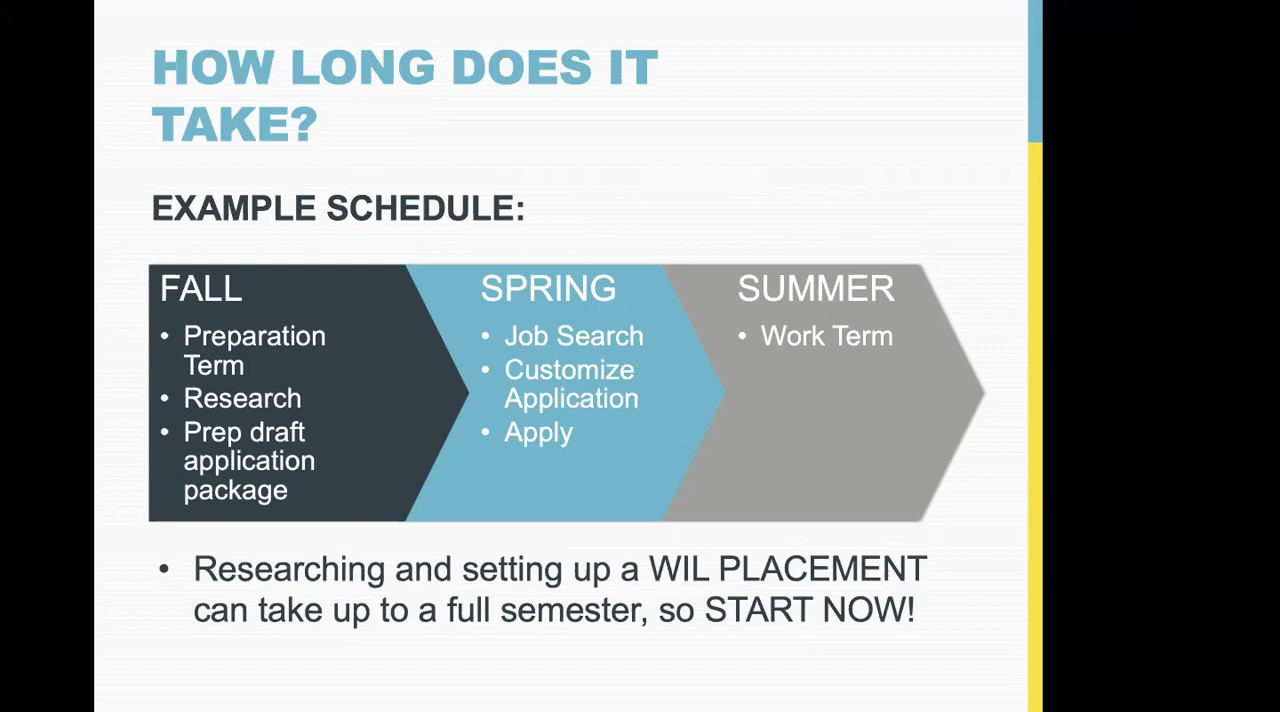 HOW LONG DOES IT
TAKE?
EXAMPLE SCHEDULE:
FALL
• Preparation
Term
• Research
• Prep draft
application
package
SPRING
• Job Search
• Customize
Application
• Apply
SUMMER
• Work Term
• Researching and setting up a WIL PLACEMENT
can take up to a full semester, so START NOW!